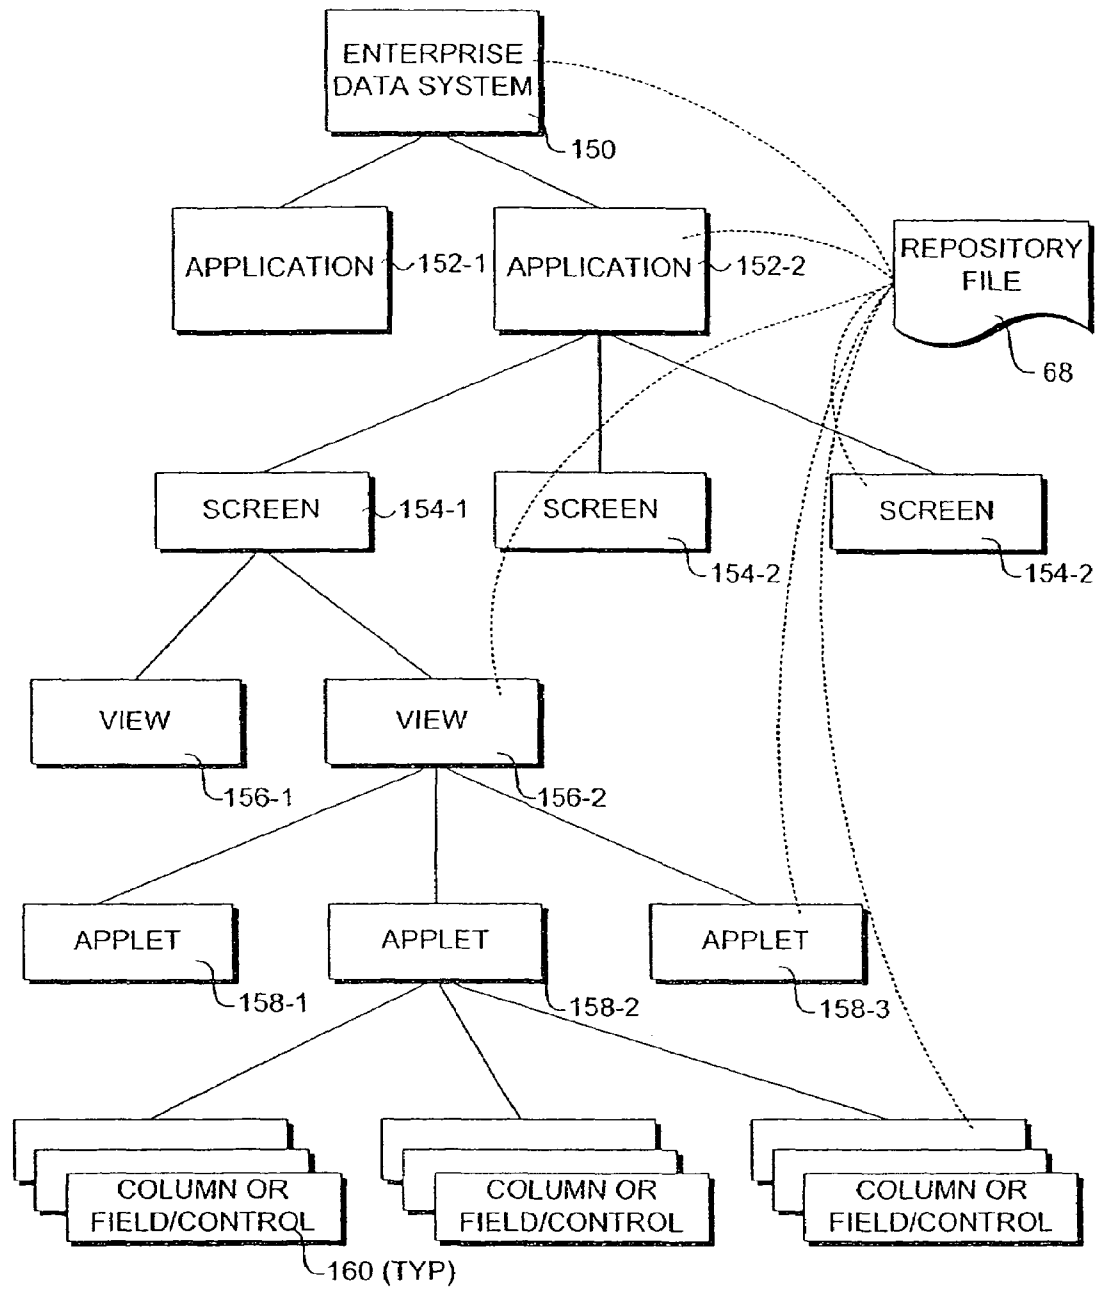 ENTERPRISE
DATA SYSTEM
150
APPLICATION
152-1
APPLICATION
152-2
REPOSITORY
FILE
68
SCREEN
154-1
SCREEN
154-2
SCREEN
154-2
VIEW
156-1
VIEW
156-2
APPLET
158-1
APPLET
158-2
APPLET
158-3
COLUMN OR
FIELD/CONTROL
COLUMN OR
FIELD/CONTROL
COLUMN OR
FIELD/CONTROL
160 (TYP)